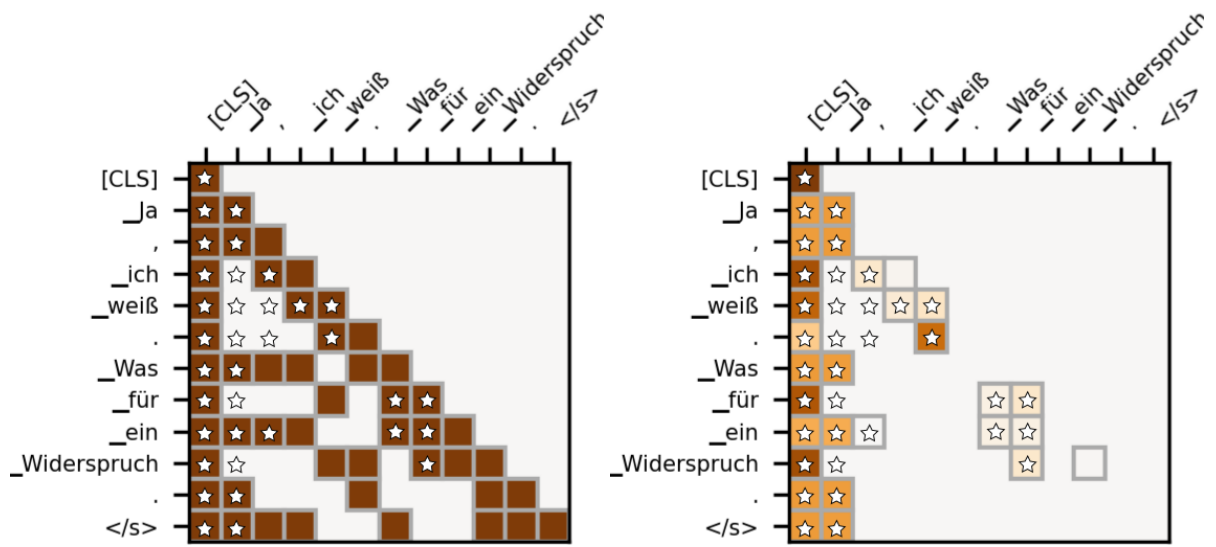 [CLS] _Ja , _ich _weiß . _Was _für _ein _Widerspruch . </s>
[CLS] _Ja , _ich _weiß . _Was _für _ein _Widerspruch . </s>
[CLS]
_Ja
,
_ich
_weiß
.
_Was
_für
_ein
_Widerspruch
.
</s>
[CLS]
_Ja
,
_ich
_weiß
.
_Was
_für
_ein
_Widerspruch
.
</s>